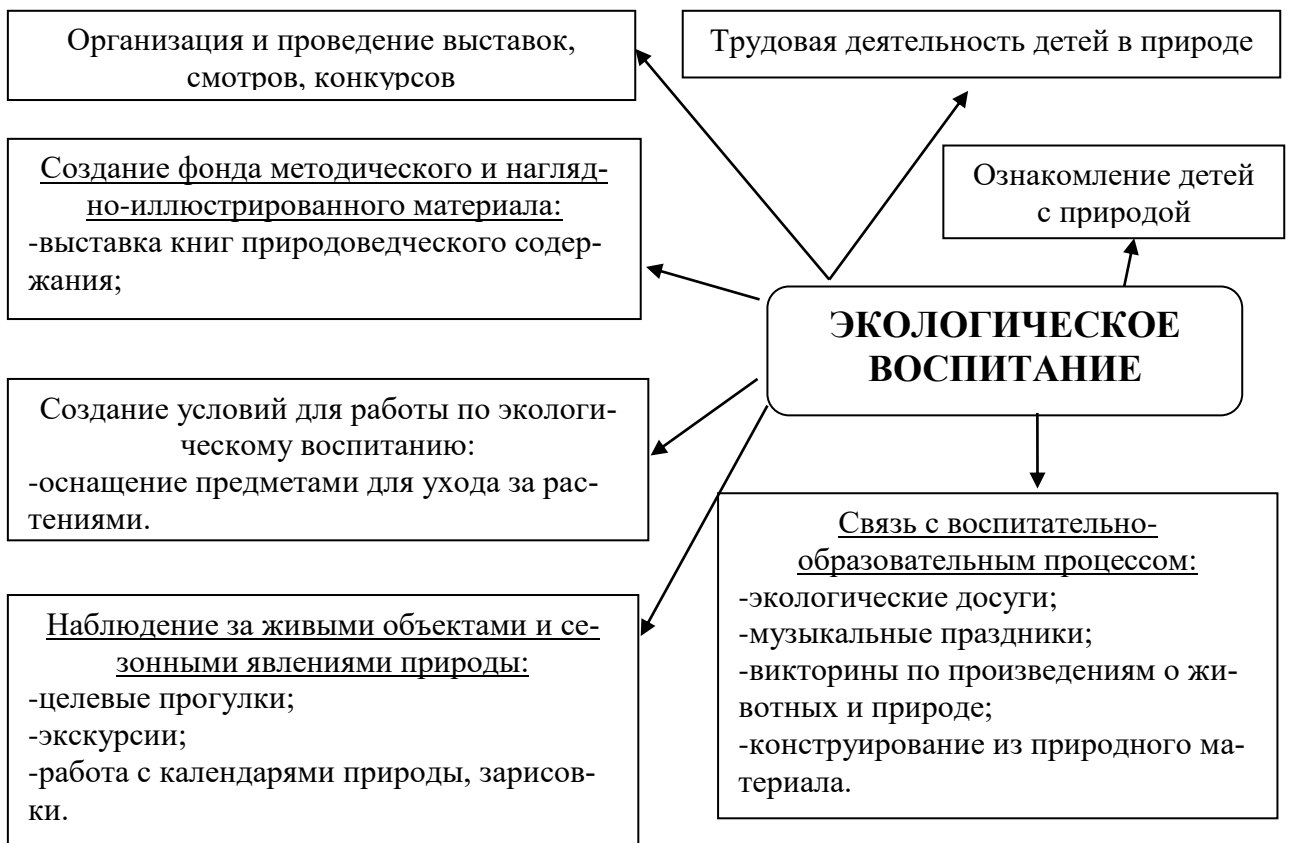 Организация и проведение выставок,
смотров, конкурсов
Трудовая деятельность детей в природе
Создание фонда методического и нагляд-
но-иллюстрированного материала:
-выставка книг природоведческого содер-
жания;
Ознакомление детей
с природой
ЭКОЛОГИЧЕСКОЕ
ВОСПИТАНИЕ
Создание условий для работы по экологи-
ческому воспитанию:
-оснащение предметами для ухода за рас-
тениями.
Связь с воспитательно-
образовательным процессом:
-экологические досуги;
-музыкальные праздники;
-викторины по произведениям о жи-
вотных и природе;
-конструирование из природного ма-
териала.
Наблюдение за живыми объектами и се-
зонными явлениями природы:
-целевые прогулки;
-экскурсии;
-работа с календарями природы, зарисов-
ки.